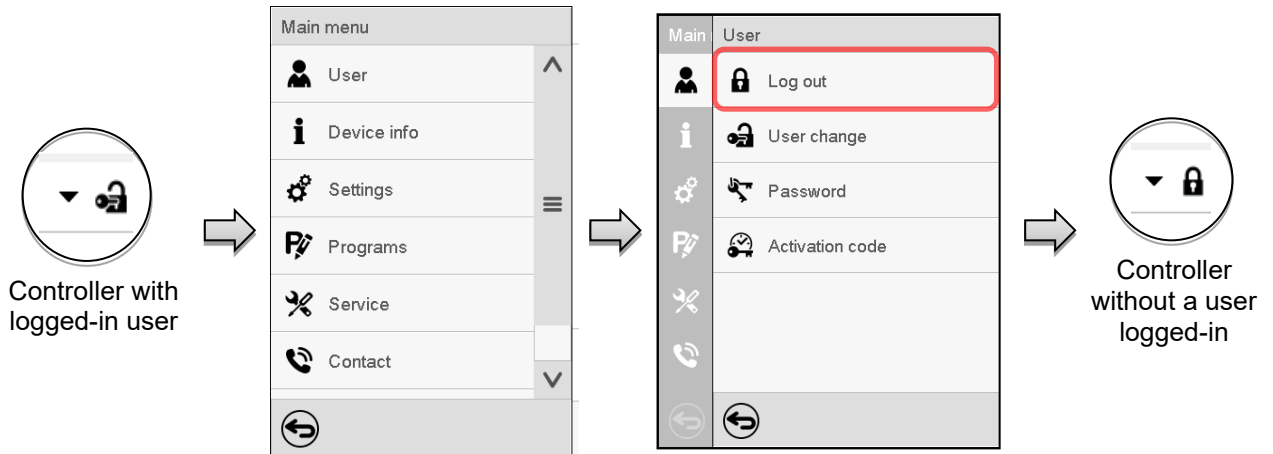 Controller with
logged-in user
Main menu
User
Device info
Settings
Programs
Service
Contact
Main
User
Log out
User change
Password
Activation code
Controller
without a user
logged-in